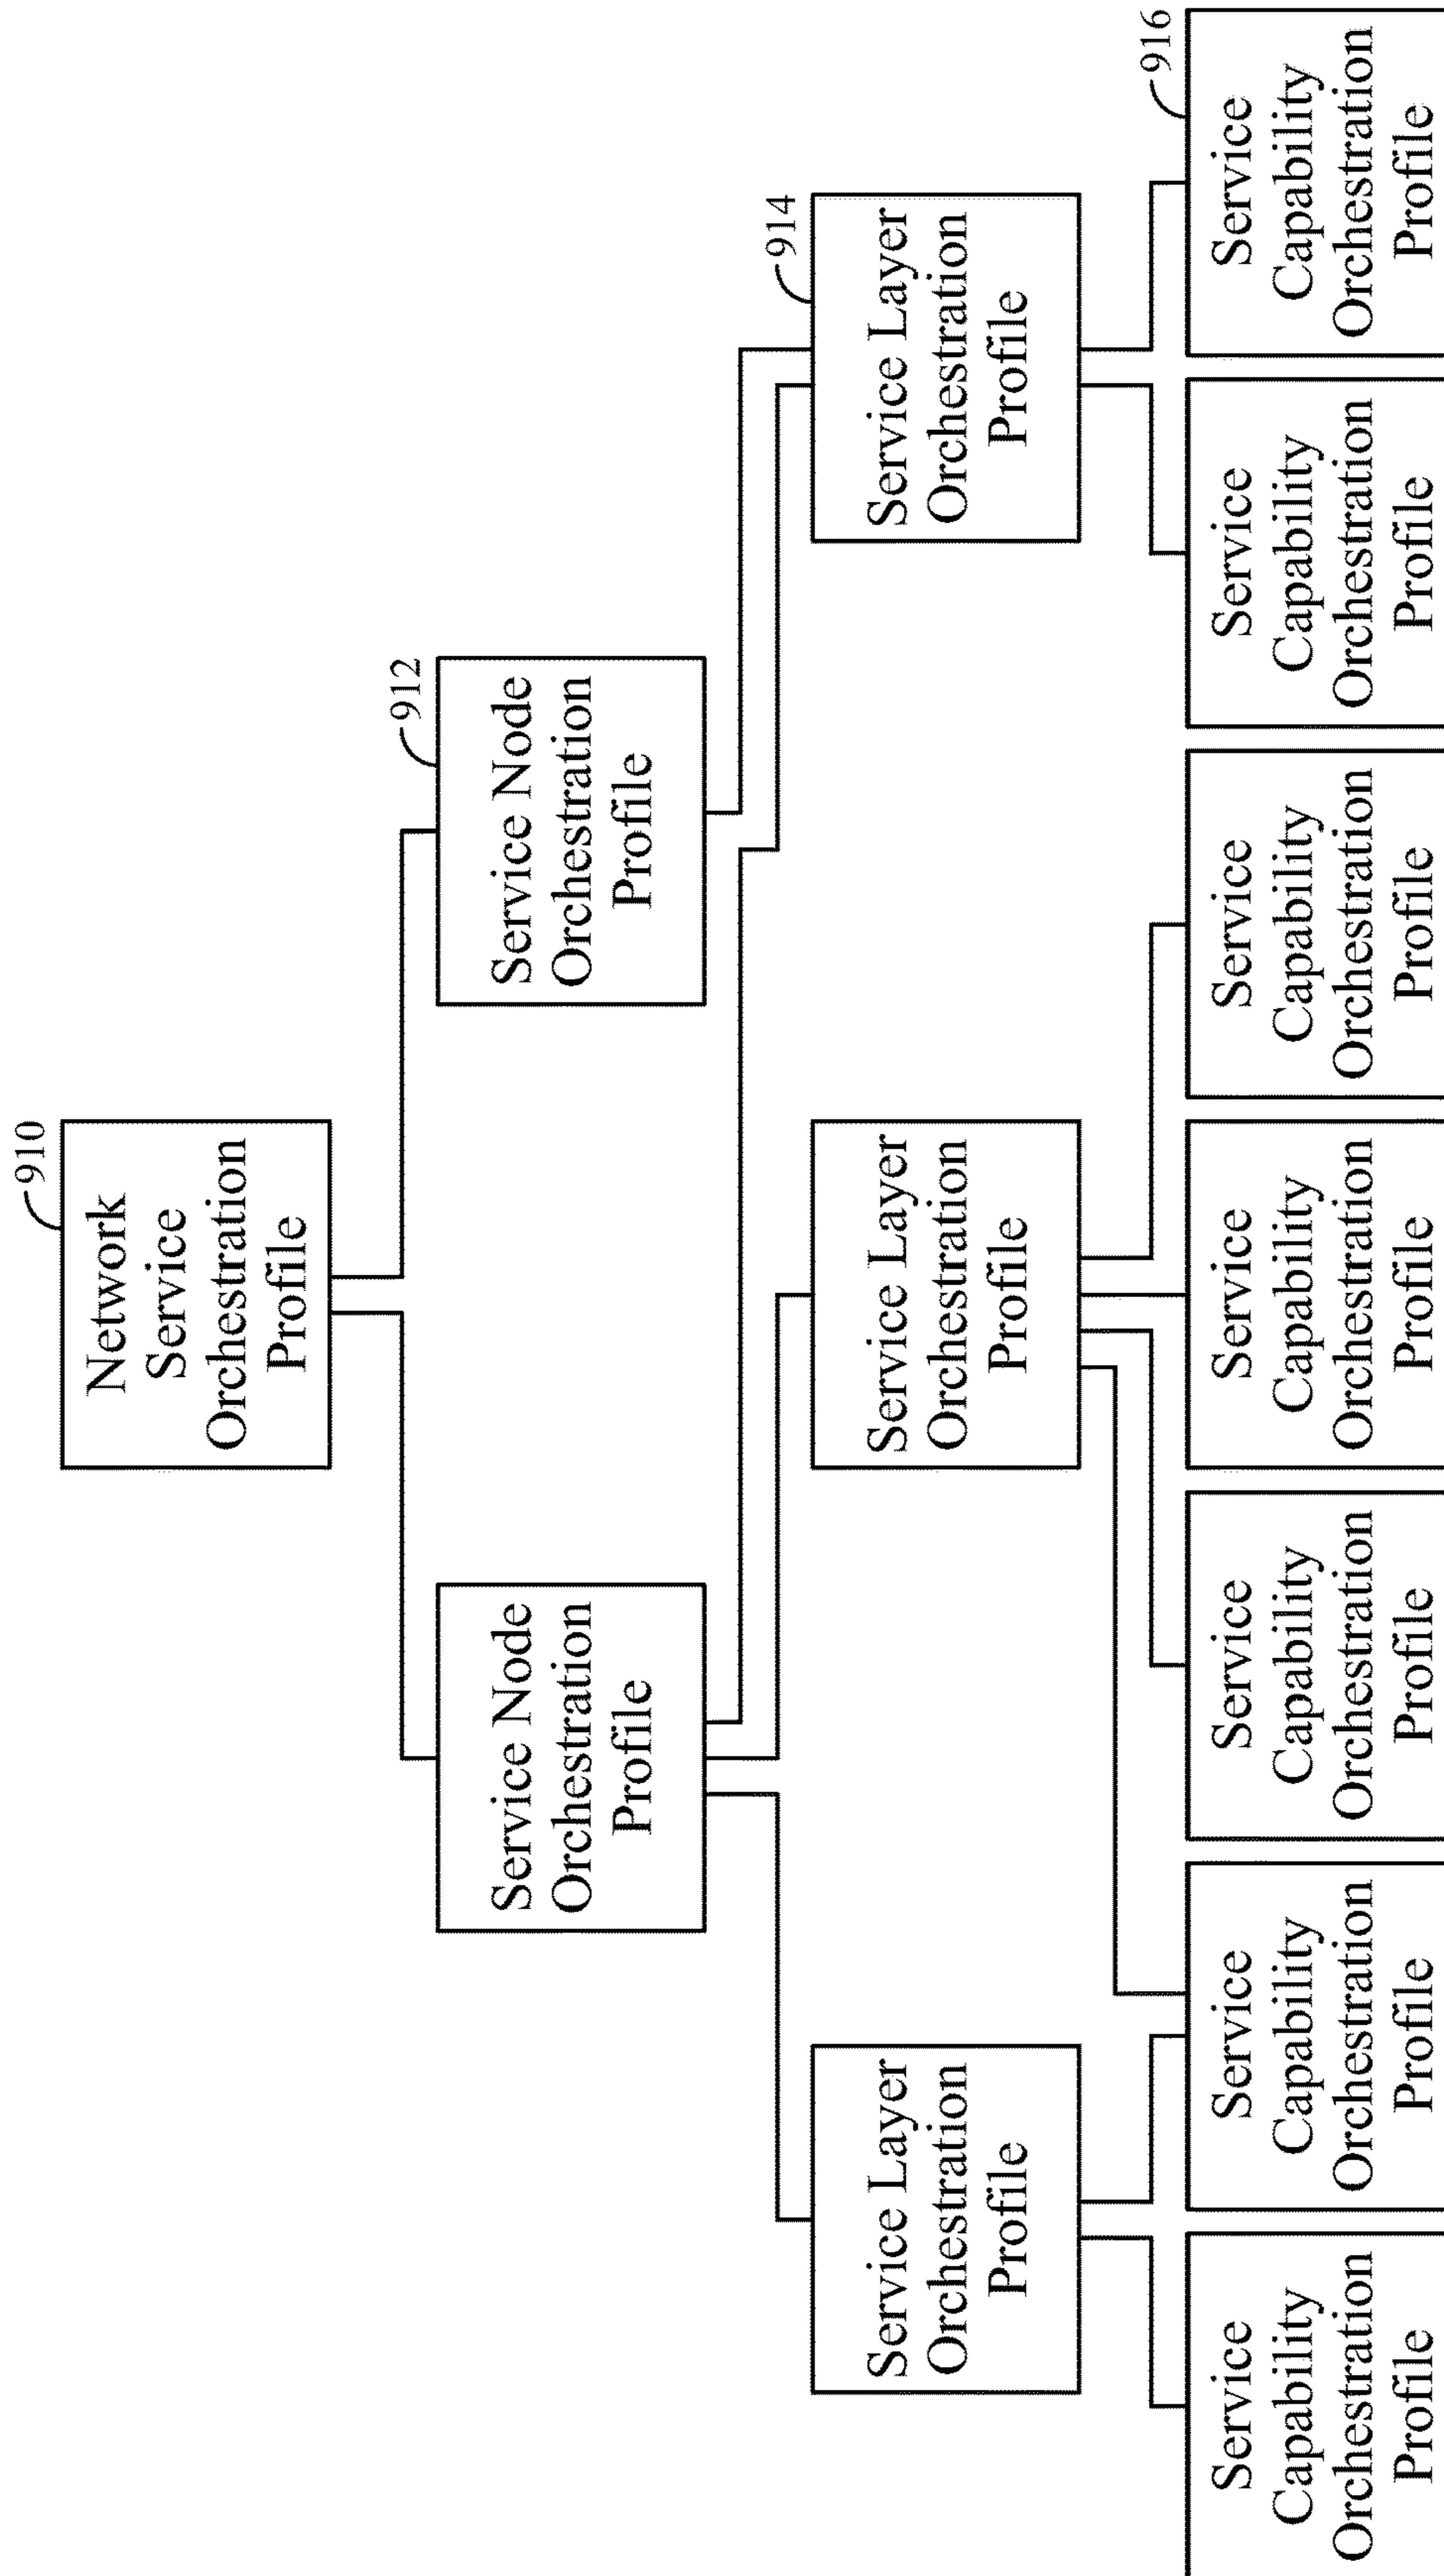 910
Network
Service
Orchestration
Profile
Service Node
Orchestration
Profile
912
Service Node
Orchestration
Profile
Service Layer
Orchestration
Profile
Service Layer
Orchestration
Profile
914
Service Layer
Orchestration
Profile
916
Service
Capability
Orchestration
Profile
Service
Capability
Orchestration
Profile
Service
Capability
Orchestration
Profile
Service
Capability
Orchestration
Profile
Service
Capability
Orchestration
Profile
Service
Capability
Orchestration
Profile
Service
Capability
Orchestration
Profile